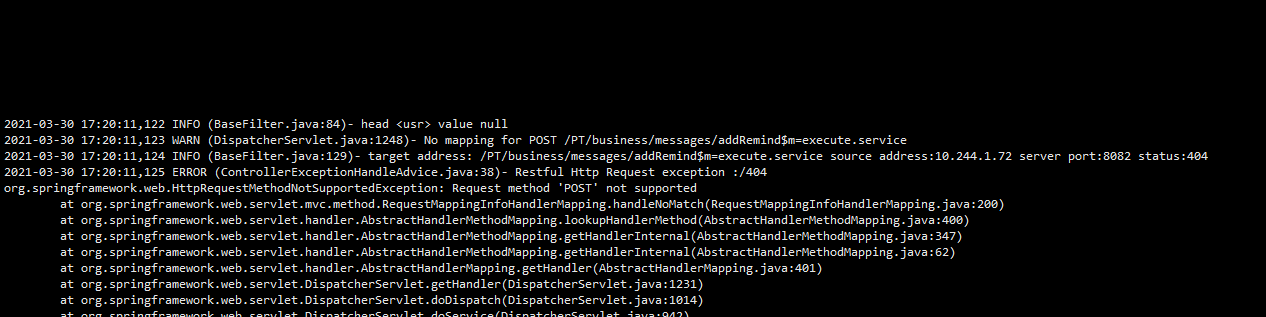 2021-03-30 17:20:11,122 INFO (BaseFilter.java:84)- head <usr> value null
2021-03-30 17:20:11,123 WARN (DispatcherServlet.java:1248)- No mapping for POST /PT/business/messages/addRemind$m=execute.service
2021-03-30 17:20:11,124 INFO (BaseFilter.java:129)- target address: /PT/business/messages/addRemind$m=execute.service source address:10.244.1.72 server port:8082 status:404
2021-03-30 17:20:11,125 ERROR (ControllerExceptionHandleAdvice.java:38)- Restful Http Request exception :/404
org.springframework.web.HttpRequestMethodNotSupportedException: Request method 'POST' not supported
at org.springframework.web.servlet.mvc.method.RequestMappingInfoHandlerMapping.handleNoMatch(RequestMappingInfoHandlerMapping.java:200)
at org.springframework.web.servlet.handler.AbstractHandlerMethodMapping.lookupHandlerMethod(AbstractHandlerMethodMapping.java:400)
at org.springframework.web.servlet.handler.AbstractHandlerMethodMapping.getHandlerInternal(AbstractHandlerMethodMapping.java:347)
at org.springframework.web.servlet.handler.AbstractHandlerMethodMapping.getHandlerInternal(AbstractHandlerMethodMapping.java:62)
at org.springframework.web.servlet.handler.AbstractHandlerMapping.getHandler(AbstractHandlerMapping.java:401)
at org.springframework.web.servlet.DispatcherServlet.getHandler(DispatcherServlet.java:1231)
at org.springframework.web.servlet.DispatcherServlet.doDispatch(DispatcherServlet.java:1014)
at org.springframework.web.servlet.DispatcherServlet.doService(DispatcherServlet.java:942)